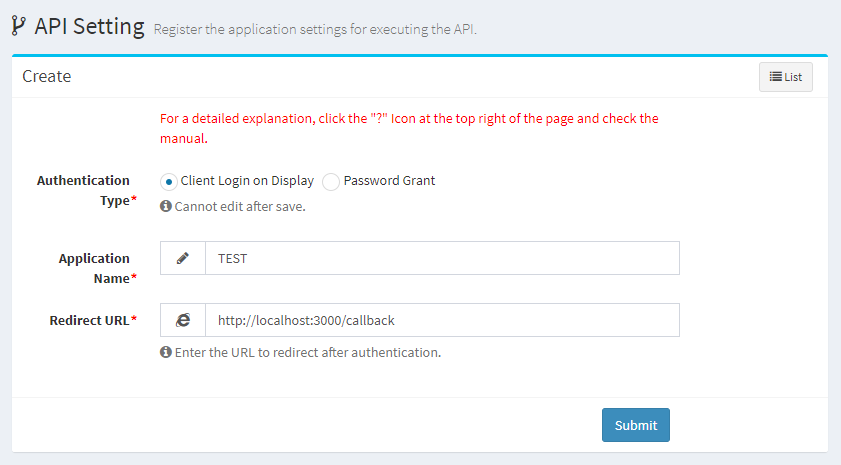 API Setting Register the application settings for executing the API.
Create
List
For a detailed explanation, click the "?" Icon at the top right of the page and check the
manual.
Authentication
Type*
Client Login on Display Password Grant
Cannot edit after save.
Application
Name*
TEST
Redirect URL*
http://localhost:3000/callback
Enter the URL to redirect after authentication.
Submit